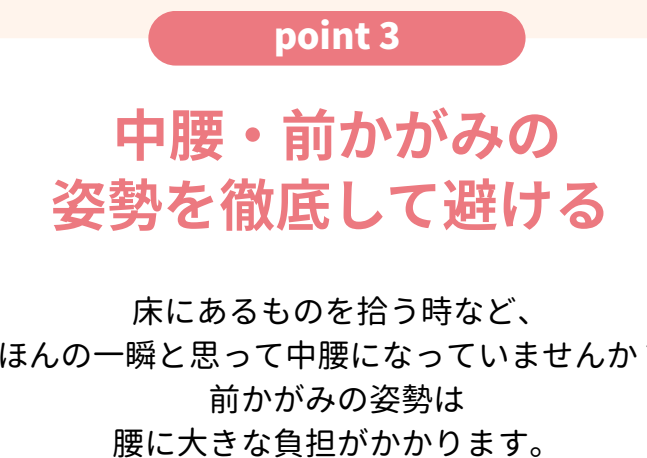 point 3
中腰・前かがみの
姿勢を徹底して避ける
床にあるものを拾う時など、
ほんの一瞬と思って中腰になっていませんか？
前かがみの姿勢は
腰に大きな負担がかかります。